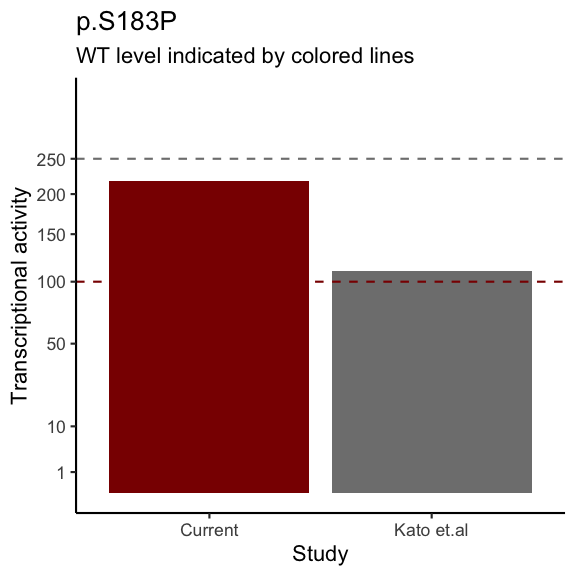 p.S183P
WT level indicated by colored lines
Transcriptional activity
250
200
150
100
50
10
1
Current
Kato et.al
Study